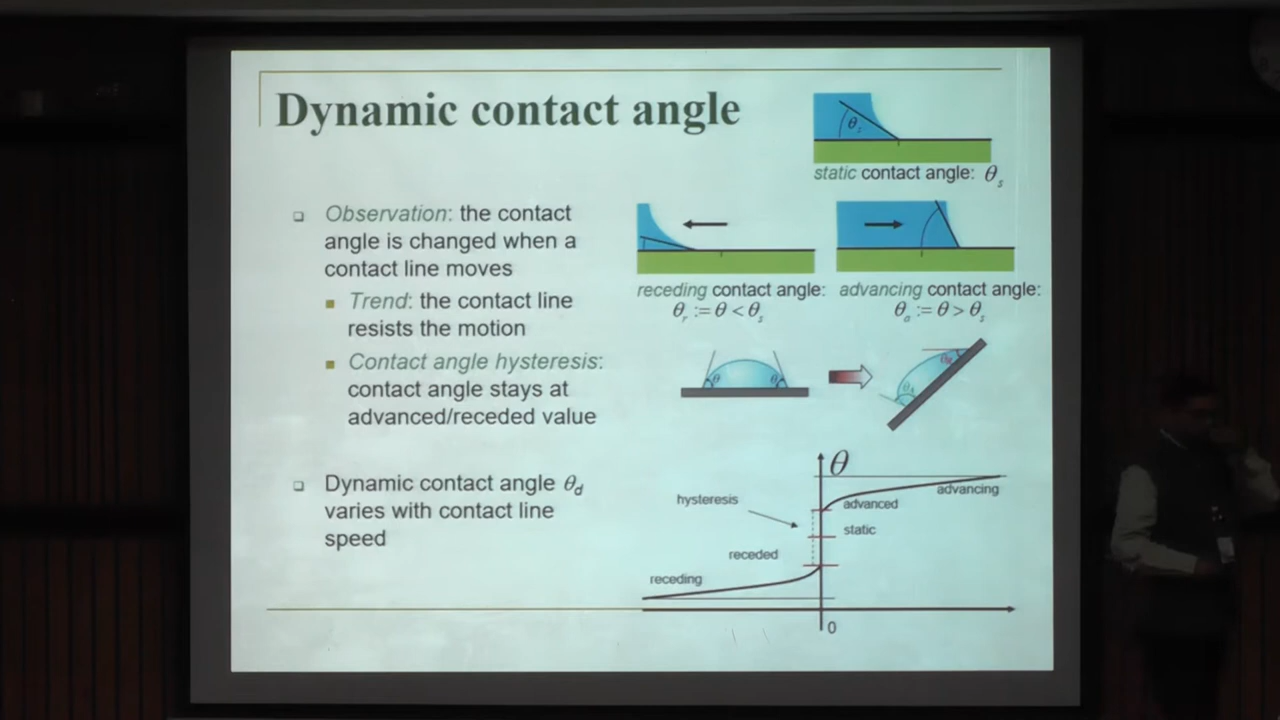 Dynamic contact angle
θs
static contact angle: θs
Observation: the contact
angle is changed when a
contact line moves
Trend: the contact line
resists the motion
Contact angle hysteresis:
contact angle stays at
advanced/receded value
Dynamic contact angle θd
varies with contact line
speed
receding contact angle:
θr := θ < θs
advancing contact angle:
θa := θ > θs
θ
θ
θ
hysteresis
advanced
advancing
static
receded
receding
0